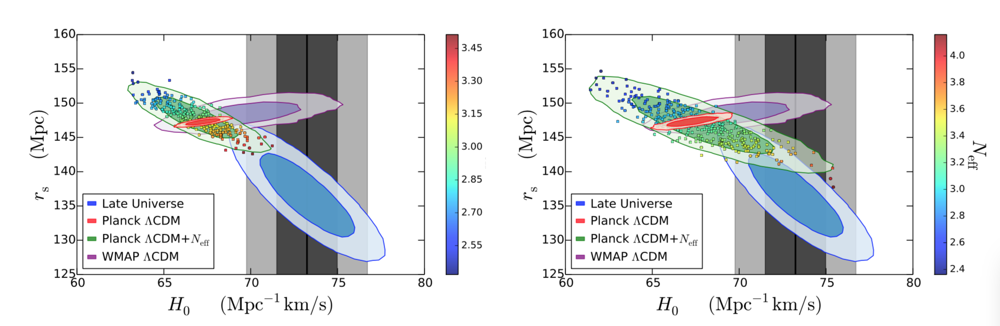 160
155
150
145
140
135
130
125
60 65 70 75 80
r_s (Mpc)
H_0 (Mpc^{-1} km/s)
Late Universe
Planck ΛCDM
Planck ΛCDM+N_eff
WMAP ΛCDM
3.45
3.30
3.15
3.00
2.85
2.70
2.55
160
155
150
145
140
135
130
125
60 65 70 75 80
r_s (Mpc)
H_0 (Mpc^{-1} km/s)
Late Universe
Planck ΛCDM
Planck ΛCDM+N_eff
WMAP ΛCDM
4.0
3.8
3.6
3.4
3.2
3.0
2.8
2.6
2.4
N_eff